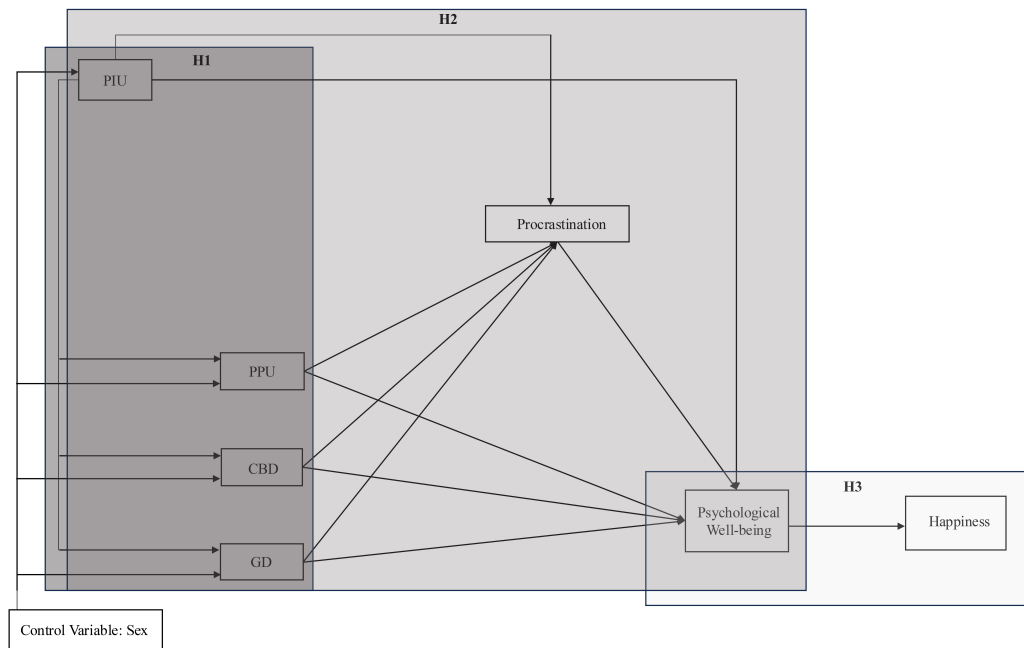 H2
H1
PIU
Procrastination
PPU
CBD
H3
Psychological
Well-being
Happiness
GD
Control Variable: Sex